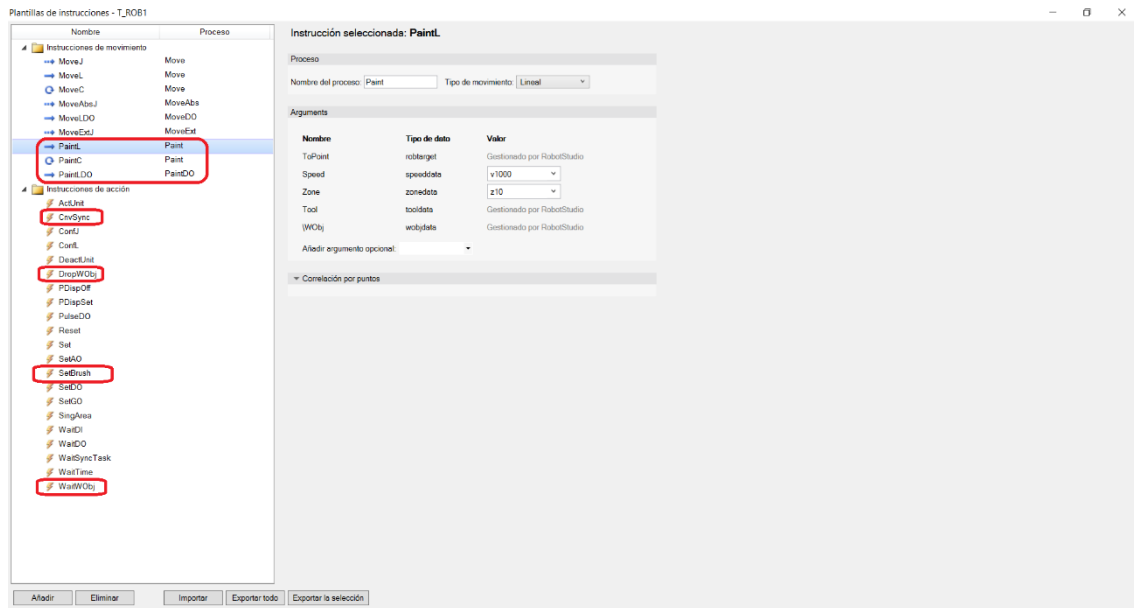 Plantillas de instrucciones - T_ROB1
Nombre Proceso
Instrucciones de movimiento
MoveJ Move
MoveL Move
MoveC Move
MoveAbsJ MoveAbs
MoveLDO MoveDO
MoveExtJ MoveExt
PaintL Paint
PaintC Paint
PaintLDO PaintDO
Instrucciones de acción
ActUnit
CnvSync
ConfJ
ConfL
DeactUnit
DropWObj
PDispOff
PDispSet
PulseDO
Reset
Set
SetAO
SetBrush
SetDO
SetGO
SingArea
WaitDI
WaitDO
WaitSyncTask
WaitTime
WaitWObj
Añadir Eliminar Importar Exportar todo Exportar la selección
Instrucción seleccionada: PaintL
Proceso
Nombre del proceso: Paint Tipo de movimiento: Lineal
Arguments
Nombre Tipo de dato Valor
ToPoint robtarget Gestionado por RobotStudio
Speed speeddata v1000
Zone zonedata z10
Tool tooldata Gestionado por RobotStudio
\WObj wobjdata Gestionado por RobotStudio
Añadir argumento opcional:
Correlación por puntos